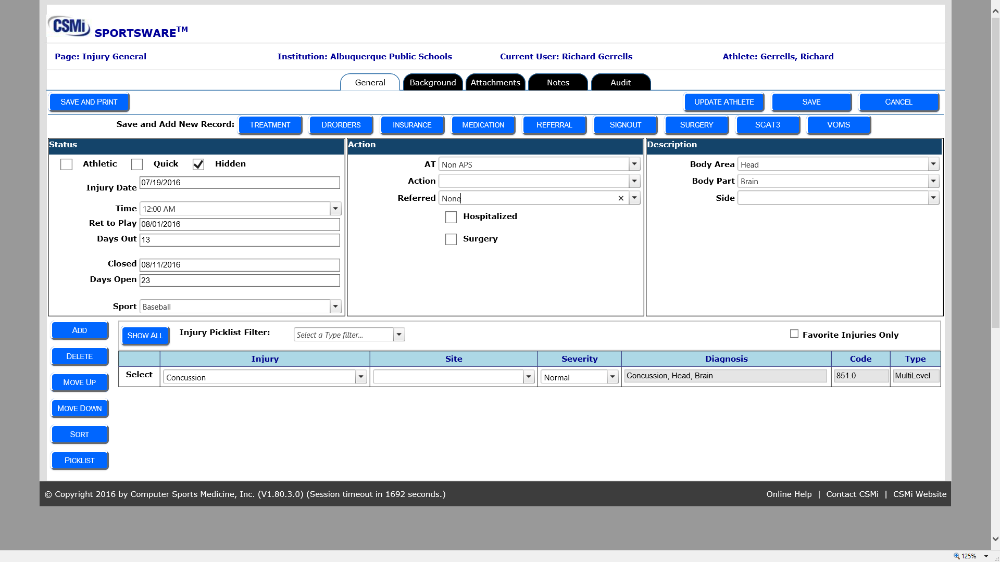 CSMi SPORTSWARE™
Page: Injury General Institution: Albuquerque Public Schools Current User: Richard Gerrells Athlete: Gerrells, Richard
General Background Attachments Notes Audit
SAVE AND PRINT UPDATE ATHLETE SAVE CANCEL
Save and Add New Record: TREATMENT DRORDERS INSURANCE MEDICATION REFERRAL SIGNOUT SURGERY SCAT3 VOMS
Status
Athletic Quick Hidden
Injury Date 07/19/2016
Time 12:00 AM
Ret to Play 08/01/2016
Days Out 13
Closed 08/11/2016
Days Open 23
Sport Baseball
Action
AT Non APS
Action
Referred None
Hospitalized
Surgery
Description
Body Area Head
Body Part Brain
Side
ADD
DELETE
MOVE UP
MOVE DOWN
SORT
PICKLIST
SHOW ALL Injury Picklist Filter: Select a Type filter... Favorite Injuries Only
Injury Site Severity Diagnosis Code Type
Select Concussion Normal Concussion, Head, Brain 851.0 MultiLevel
© Copyright 2016 by Computer Sports Medicine, Inc. (V1.80.3.0) (Session timeout in 1692 seconds.) Online Help | Contact CSMi | CSMi Website
125%